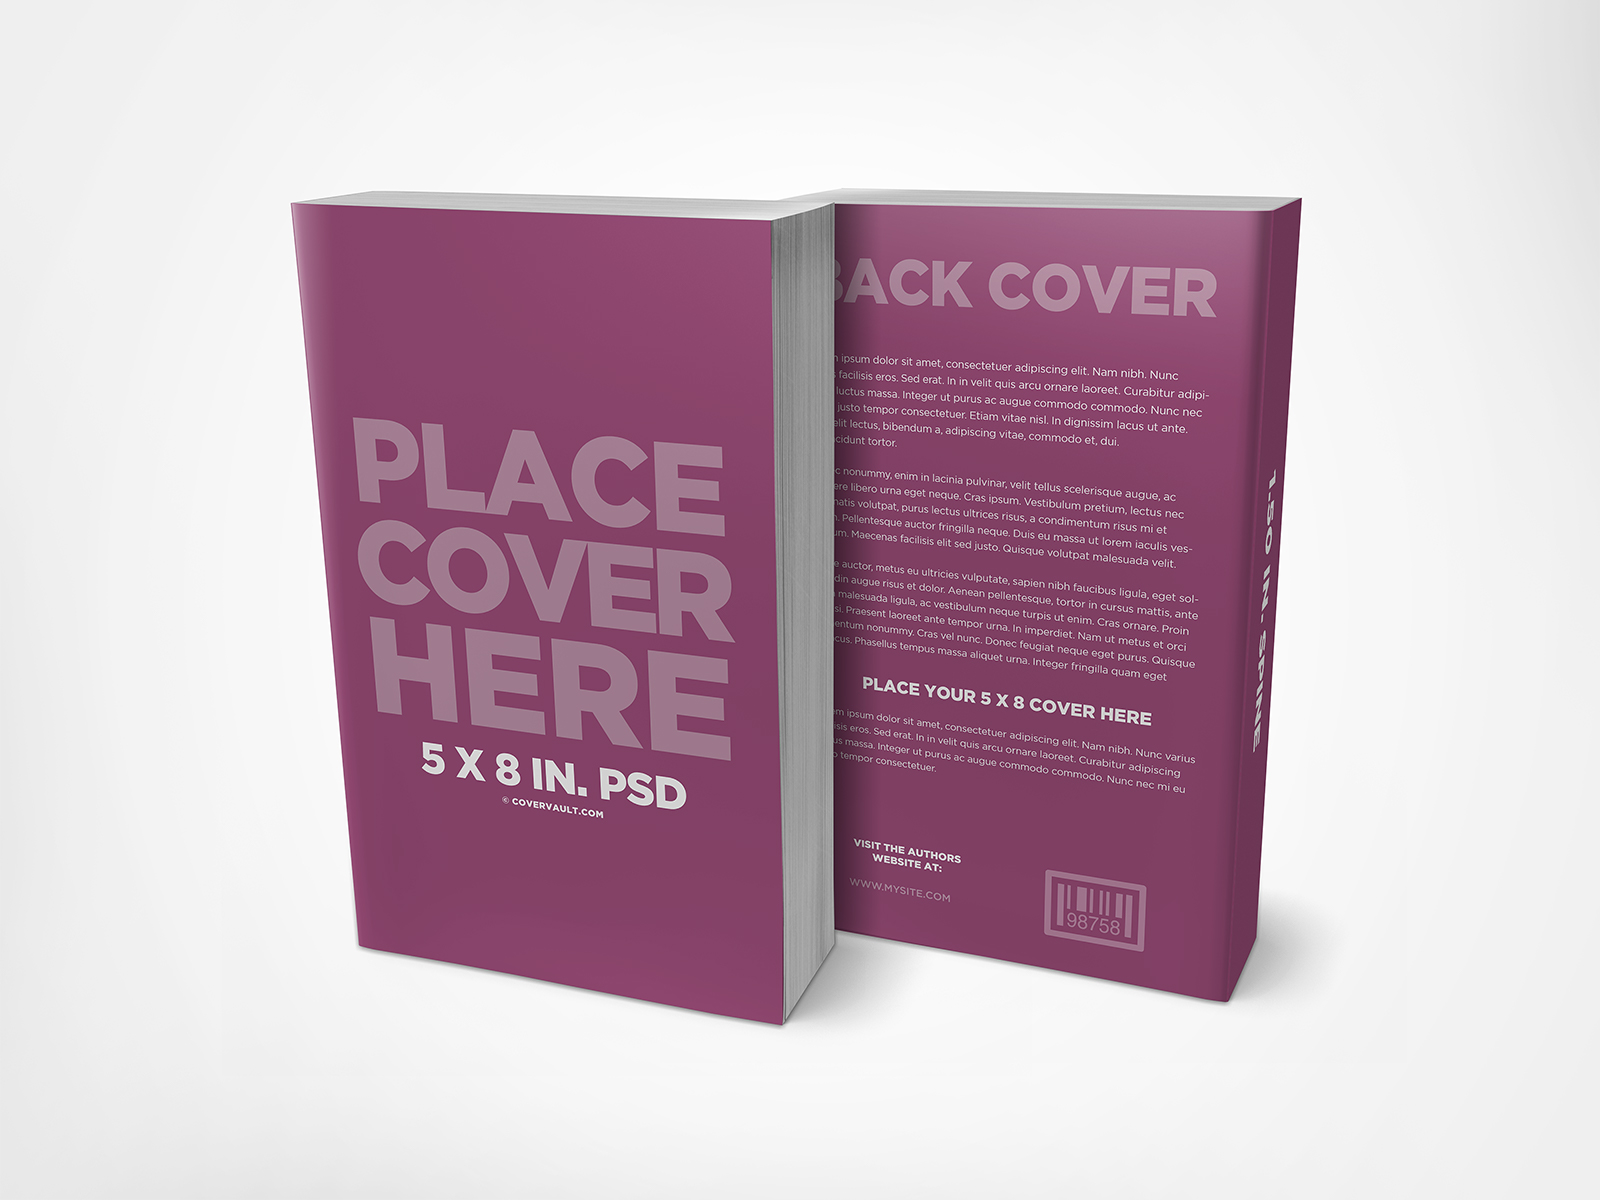 PLACE
COVER
HERE
5 X 8 IN. PSD
© COVERVAULT.COM
BACK COVER
ipsum dolor sit amet, consectetuer adipiscing elit. Nam nibh. Nunc
facilisis eros. Sed erat. In in velit quis arcu ornare laoreet. Curabitur adipi-
luctus massa. Integer ut purus ac augue commodo commodo. Nunc nec
justo tempor consectetuer. Etiam vitae nisl. In dignissim lacus ut ante.
elit lectus, bibendum a, adipiscing vitae, commodo et, dui.
tortor.
nonummy, enim in lacinia pulvinar, velit tellus scelerisque augue, ac
libero urna eget neque. Cras ipsum. Vestibulum pretium, lectus nec
volutpat, purus lectus ultrices risus, a condimentum risus mi et
Pellentesque auctor fringilla neque. Duis eu massa ut lorem iaculis ves-
Maecenas facilisis elit sed justo. Quisque volutpat malesuada velit.
auctor, metus eu ultricies vulputate, sapien nibh faucibus ligula, eget sol-
augue risus et dolor. Aenean pellentesque, tortor in cursus mattis, ante
malesuada ligula, ac vestibulum neque turpis ut enim. Cras ornare. Proin
Praesent laoreet ante tempor urna. In imperdiet. Nam ut metus et orci
nonummy. Cras vel nunc. Donec feugiat neque eget purus. Quisque
Phasellus tempus massa aliquet urna. Integer fringilla quam eget
PLACE YOUR 5 X 8 COVER HERE
ipsum dolor sit amet, consectetuer adipiscing elit. Nam nibh. Nunc varius
eros. Sed erat. In in velit quis arcu ornare laoreet. Curabitur adipiscing
massa. Integer ut purus ac augue commodo commodo. Nunc nec mi eu
tempor consectetuer.
VISIT THE AUTHORS
WEBSITE AT:
WWW.MYSITE.COM
98758
1.50 IN. SPINE